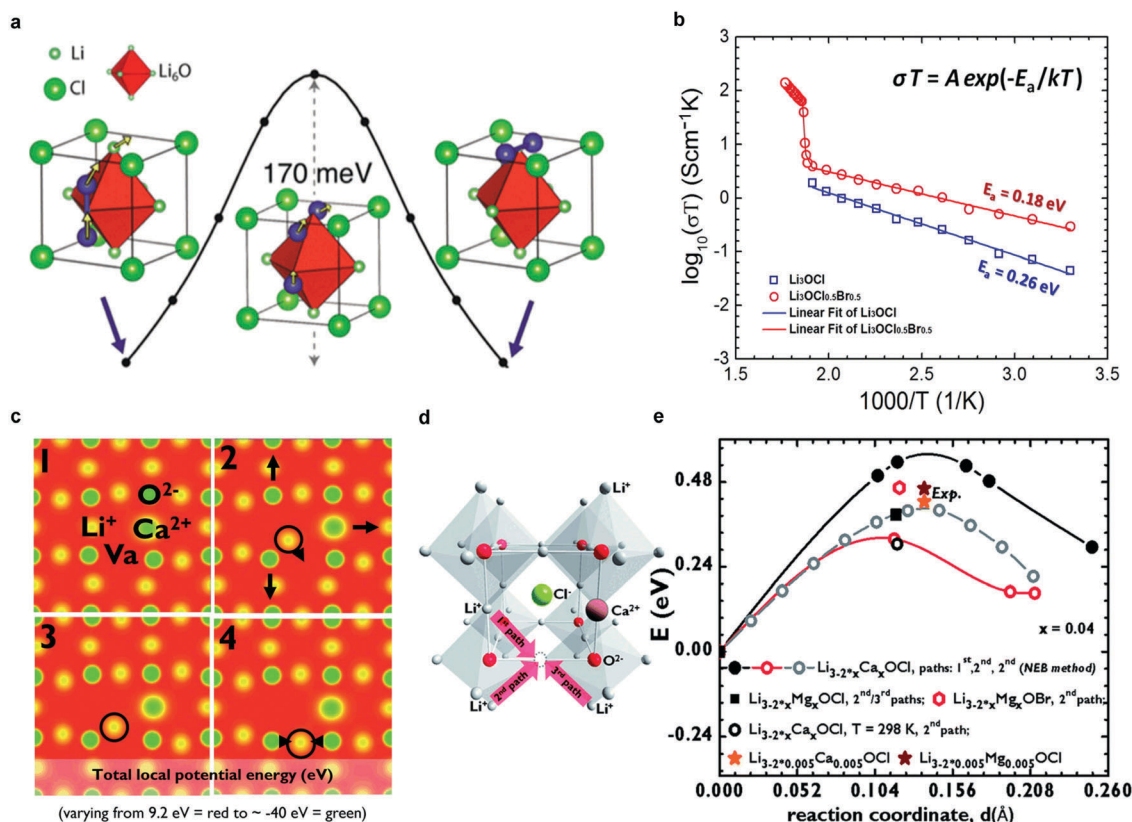 a
Li
Cl
Li₆O
170 meV
b
log₁₀(σT) (Scm⁻¹K)
3
2
1
0
-1
-2
-3
σT = A exp(-Eₐ/kT)
Eₐ = 0.18 eV
Eₐ = 0.26 eV
Li₃OCl
Li₃OCl₀.₅Br₀.₅
Linear Fit of Li₃OCl
Linear Fit of Li₃OCl₀.₅Br₀.₅
1.5 2.0 2.5 3.0 3.5
1000/T (1/K)
c
1
2
O²⁻
Li⁺ Ca²⁺
Va
3
4
Total local potential energy (eV)
(varying from 9.2 eV = red to ~ -40 eV = green)
d
Li⁺
Cl⁻
Li⁺
Ca²⁺
1ˢᵗ path
O²⁻
2ⁿᵈ path
3ʳᵈ path
Li⁺
Li⁺
e
E (eV)
0.48
0.24
0.00
-0.24
Exp.
x = 0.04
Li₃₋₂*ₓCaₓOCl, paths: 1ˢᵗ,2ⁿᵈ, 2ⁿᵈ (NEB method)
Li₃₋₂*ₓMgₓOCl, 2ⁿᵈ/3ʳᵈpaths; Li₃₋₂*ₓMgₓOBr, 2ⁿᵈpath;
Li₃₋₂*ₓCaₓOCl, T = 298 K, 2ⁿᵈpath;
Li₃₋₂*₀.₀₀₅Ca₀.₀₀₅OCl Li₃₋₂*₀.₀₀₅Mg₀.₀₀₅OCl
0.000 0.052 0.104 0.156 0.208 0.260
reaction coordinate, d(Å)